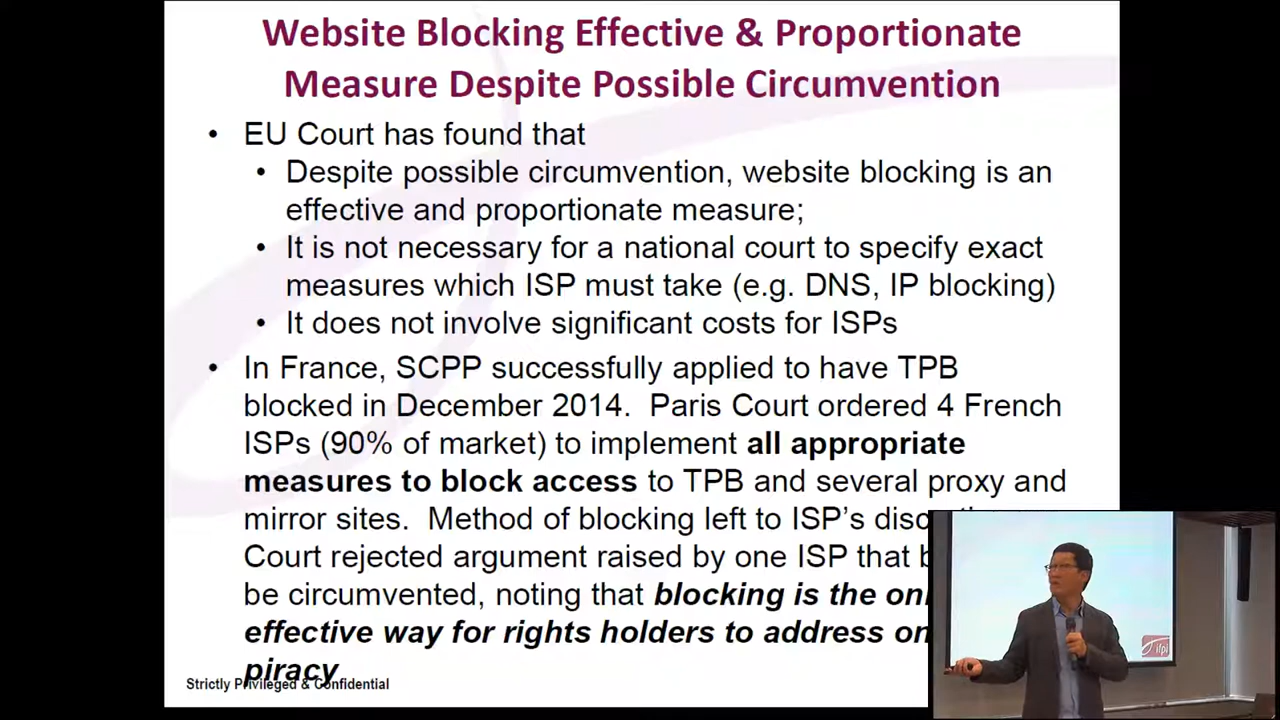 Website Blocking Effective & Proportionate
Measure Despite Possible Circumvention
• EU Court has found that
• Despite possible circumvention, website blocking is an
effective and proportionate measure;
• It is not necessary for a national court to specify exact
measures which ISP must take (e.g. DNS, IP blocking)
• It does not involve significant costs for ISPs
• In France, SCPP successfully applied to have TPB
blocked in December 2014. Paris Court ordered 4 French
ISPs (90% of market) to implement all appropriate
measures to block access to TPB and several proxy and
mirror sites. Method of blocking left to ISP's
Court rejected argument raised by one ISP that
be circumvented, noting that blocking is the
effective way for rights holders to address
piracy
Strictly Privileged & Confidential
ifpi